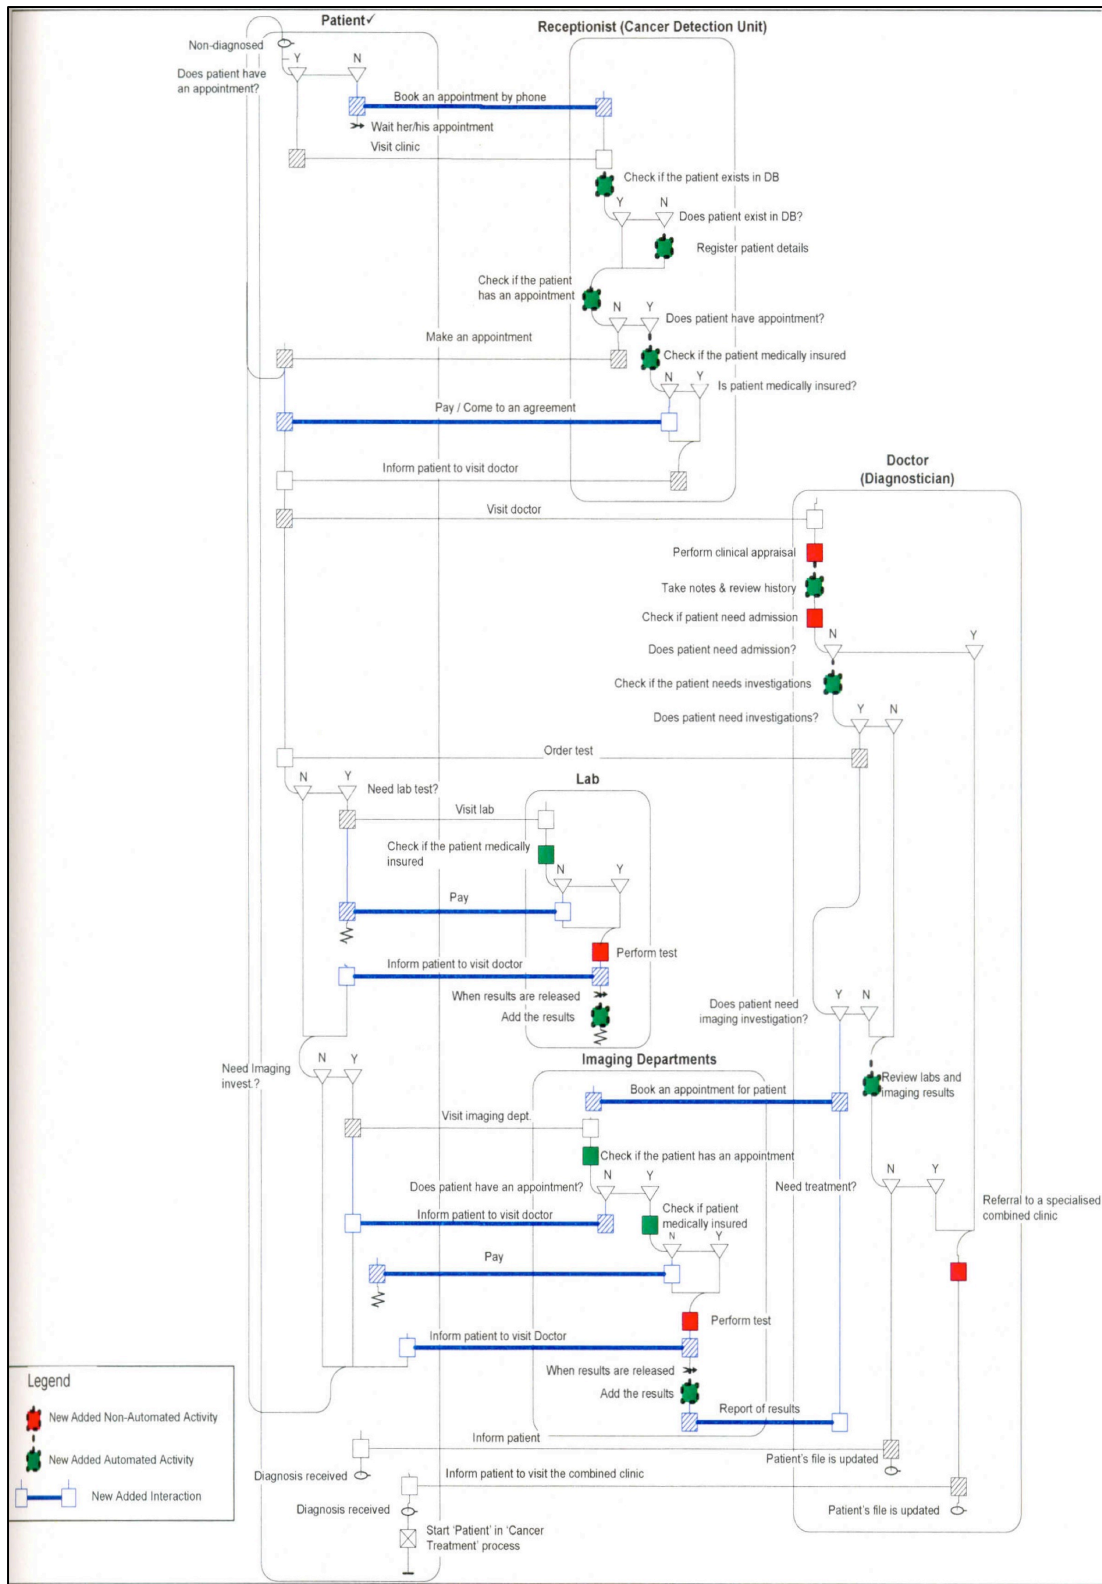 Patient✓
Receptionist (Cancer Detection Unit)
Non-diagnosed
Y
N
Does patient have
an appointment?
Book an appointment by phone
Wait her/his appointment
Visit clinic
Check if the patient exists in DB
Y
N
Does patient exist in DB?
Register patient details
Check if the patient
has an appointment
N
Y
Does patient have appointment?
Make an appointment
Check if the patient medically insured
N
Y
Is patient medically insured?
Pay / Come to an agreement
Doctor
(Diagnostician)
Inform patient to visit doctor
Visit doctor
Perform clinical appraisal
Take notes & review history
Check if patient need admission
N
Y
Does patient need admission?
Check if the patient needs investigations
Y
N
Does patient need investigations?
Order test
Lab
N
Y
Need lab test?
Visit lab
Check if the patient medically
insured
N
Y
Pay
Perform test
Inform patient to visit doctor
When results are released
Add the results
Does patient need
imaging investigation?
Y
N
Imaging Departments
Need Imaging
invest.?
N
Y
Review labs and
imaging results
Book an appointment for patient
Visit imaging dept.
Check if the patient has an appointment
N
Y
Does patient have an appointment?
Need treatment?
N
Y
Check if patient
medically insured
Referral to a specialised
combined clinic
Inform patient to visit doctor
N
Y
Pay
Perform test
Inform patient to visit Doctor
When results are released
Add the results
Report of results
Legend
New Added Non-Automated Activity
New Added Automated Activity
New Added Interaction
Inform patient
Patient's file is updated
Diagnosis received
Inform patient to visit the combined clinic
Diagnosis received
Patient's file is updated
Start 'Patient' in 'Cancer
Treatment' process